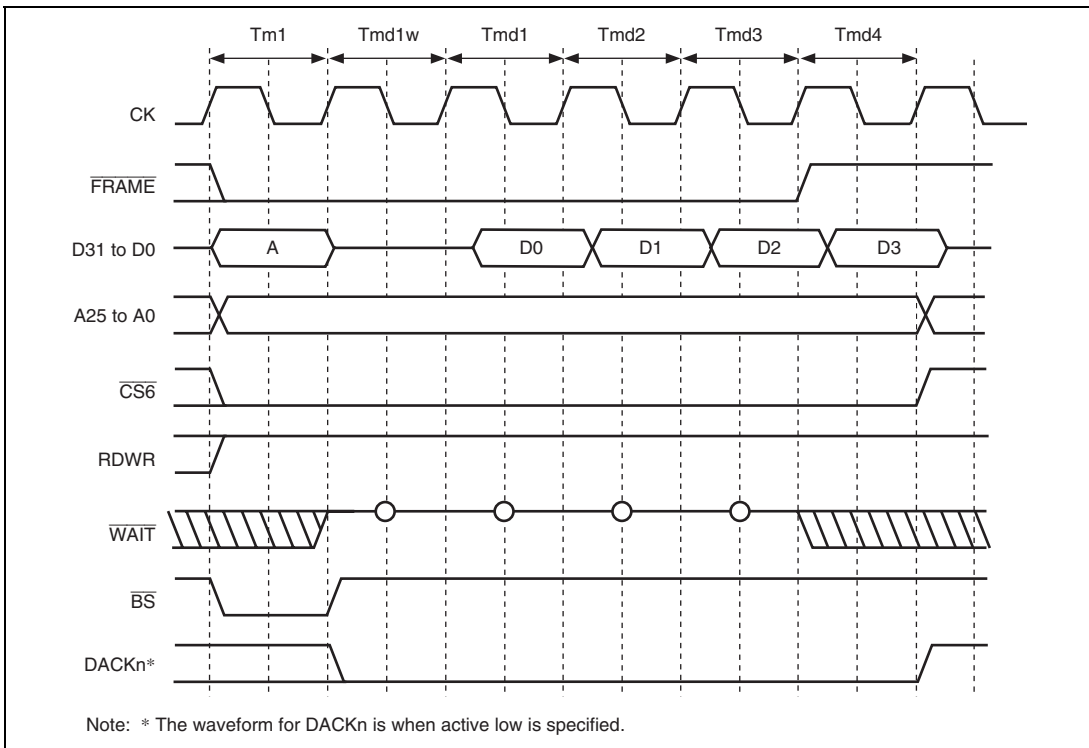 Tm1 Tmd1w Tmd1 Tmd2 Tmd3 Tmd4
CK
FRAME
D31 to D0 A D0 D1 D2 D3
A25 to A0
CS6
RDWR
WAIT
BS
DACKn*
Note: * The waveform for DACKn is when active low is specified.